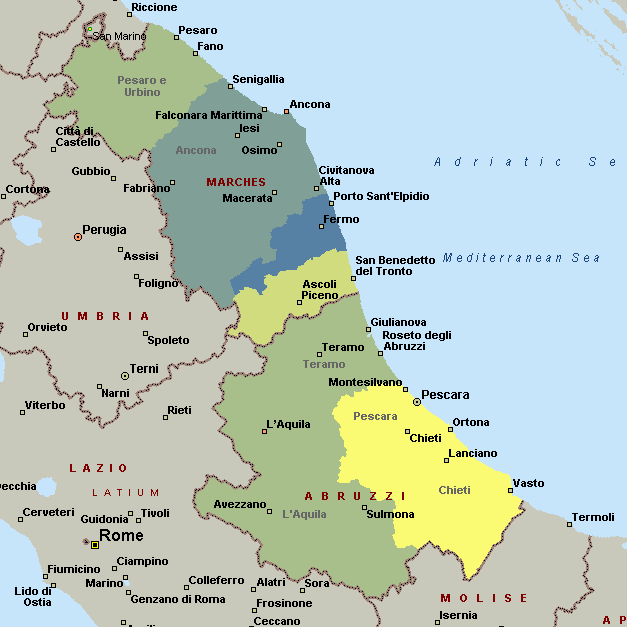 Riccione
San Marino
Pesaro
Fano
Pesaro e
Urbino
Senigallia
Ancona
Falconara Marittima
Iesi
Osimo
Ancona
Città di
Castello
Adriatic Se
Gubbio
Fabriano
MARCHES
Macerata
Civitanova
Alta
Cortona
Porto Sant'Elpidio
Fermo
Perugia
Assisi
Mediterranean Sea
San Benedetto
del Tronto
Foligno
Ascoli
Piceno
UMBRIA
Orvieto
Spoleto
Giulianova
Roseto degli
Abruzzi
Teramo
Teramo
Terni
Narni
Montesilvano
Pescara
Viterbo
Rieti
Pescara
L'Aquila
Chieti
Ortona
Lanciano
LAZIO
LATIUM
vecchia
Chieti
Vasto
ABRUZZI
Cerveteri
Guidonia
Tivoli
Avezzano
L'Aquila
Sulmona
Termoli
Rome
Ciampino
Fiumicino
Marino
Lido di
Ostia
Colleferro
Alatri
Sora
Genzano di Roma
Frosinone
Ceccano
MOLISE
Isernia
AP